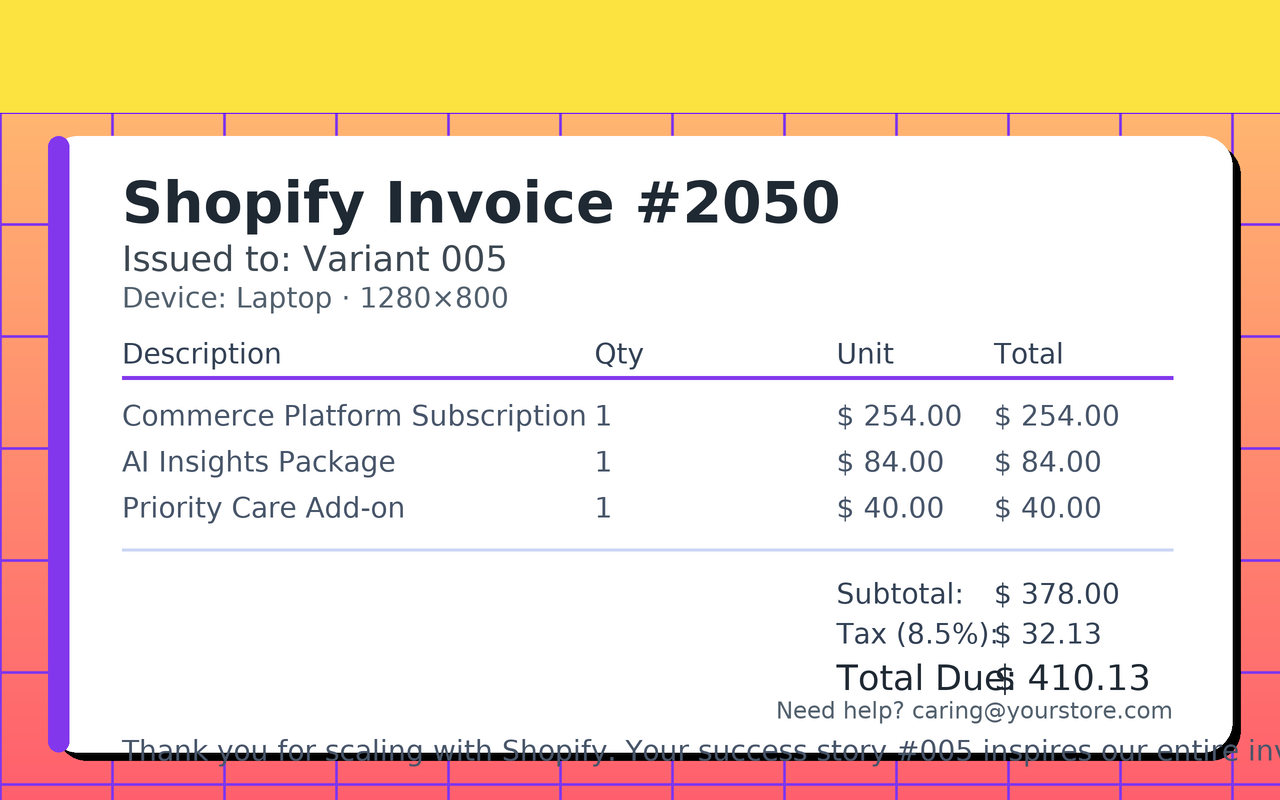 Shopify Invoice #2050
Issued to: Variant 005
Device: Laptop · 1280×800
Description Qty Unit Total
Commerce Platform Subscription 1 $ 254.00 $ 254.00
AI Insights Package 1 $ 84.00 $ 84.00
Priority Care Add-on 1 $ 40.00 $ 40.00
Subtotal: $ 378.00
Tax (8.5%): $ 32.13
Total Due: $ 410.13
Need help? caring@yourstore.com
Thank you for scaling with Shopify. Your success story #005 inspires our entire